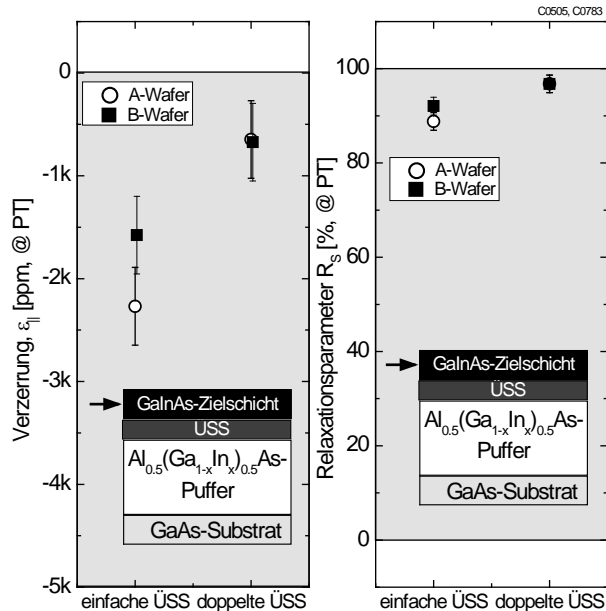 C0505, C0783
Verzerrung, ε|| [ppm, @ PT]
0
-1k
-2k
-3k
-4k
-5k
A-Wafer
B-Wafer
GaInAs-Zielschicht
ÜSS
Al0.5(Ga1-xInx)0.5As-
Puffer
GaAs-Substrat
einfache ÜSS doppelte ÜSS
Relaxationsparameter RS [%, @ PT]
100
80
60
40
20
0
A-Wafer
B-Wafer
GaInAs-Zielschicht
ÜSS
Al0.5(Ga1-xInx)0.5As-
Puffer
GaAs-Substrat
einfache ÜSS doppelte ÜSS